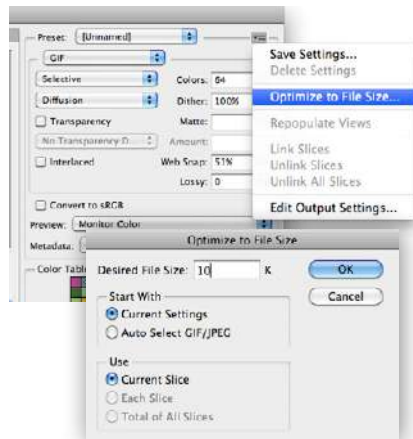 Preset: [Unnamed]
GIF
Selective Colors: 64
Diffusion Dither: 100%
Transparency Matte:
No Transparency D... Amount:
Interlaced Web Snap: 51%
Lossy: 0
Convert to sRGB
Preview: Monitor Color
Metadata:
Color Tabl
Save Settings...
Delete Settings
Optimize to File Size...
Repopulate Views
Link Slices
Unlink Slices
Unlink All Slices
Edit Output Settings...
Optimize to File Size
Desired File Size: 10 K
OK
Start With
Cancel
Current Settings
Auto Select GIF/JPEG
Use
Current Slice
Each Slice
Total of All Slices